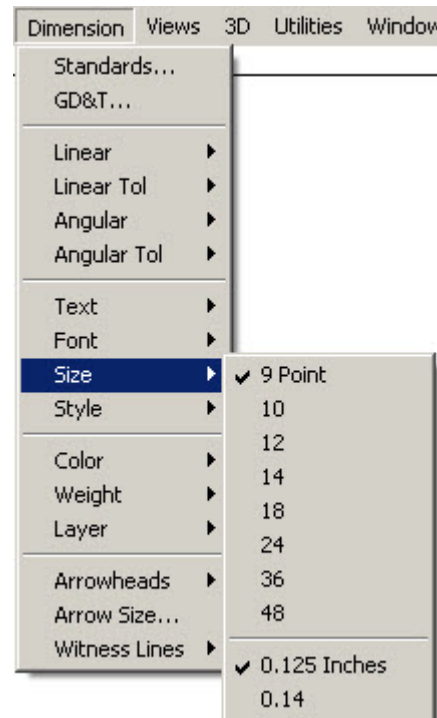 Dimension Views 3D Utilities Window
Standards...
GD&T...
Linear
Linear Tol
Angular
Angular Tol
Text
Font
Size
Style
Color
Weight
Layer
Arrowheads
Arrow Size...
Witness Lines
9 Point
10
12
14
18
24
36
48
0.125 Inches
0.14